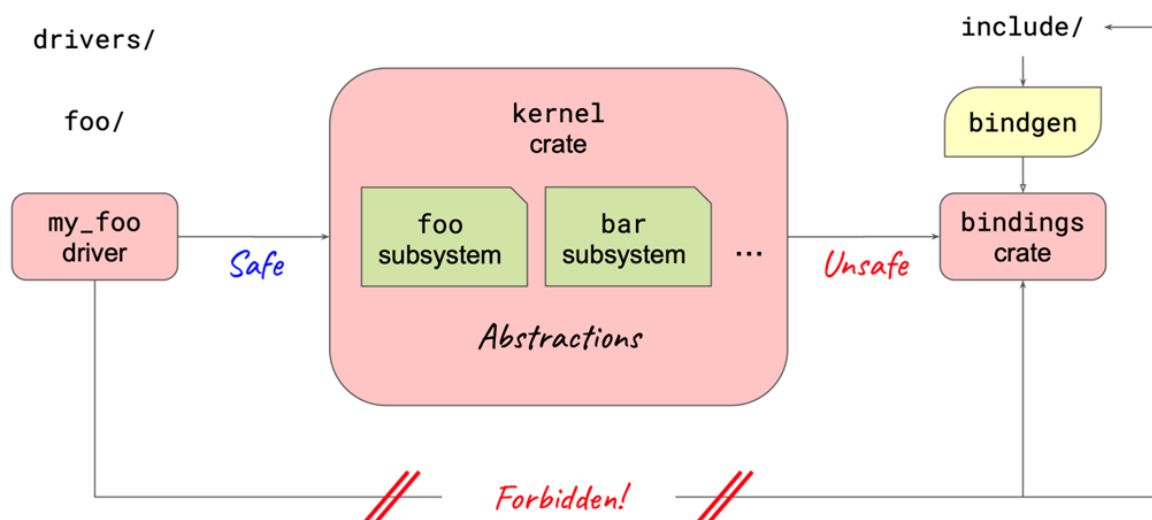 drivers/
foo/
my_foo
driver
Safe
kernel
crate
foo
subsystem
bar
subsystem
...
Abstractions
Unsafe
include/
bindgen
bindings
crate
Forbidden!